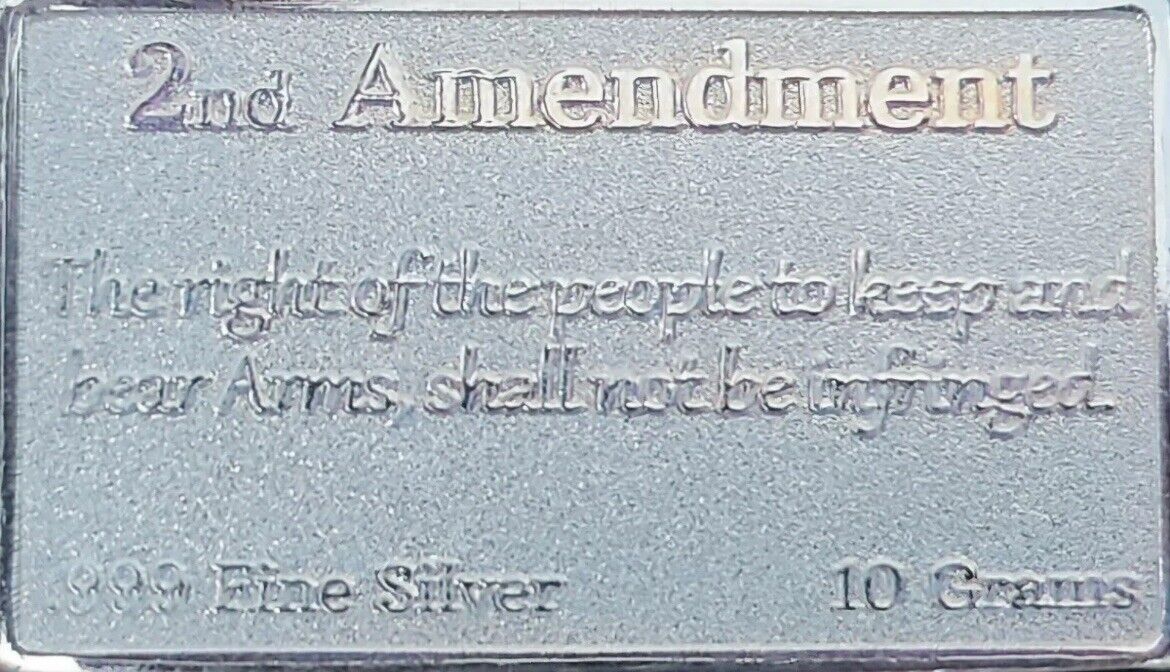 2nd Amendment
The right of the people to keep and
bear Arms, shall not be infringed.
.999 Fine Silver 10 Grams